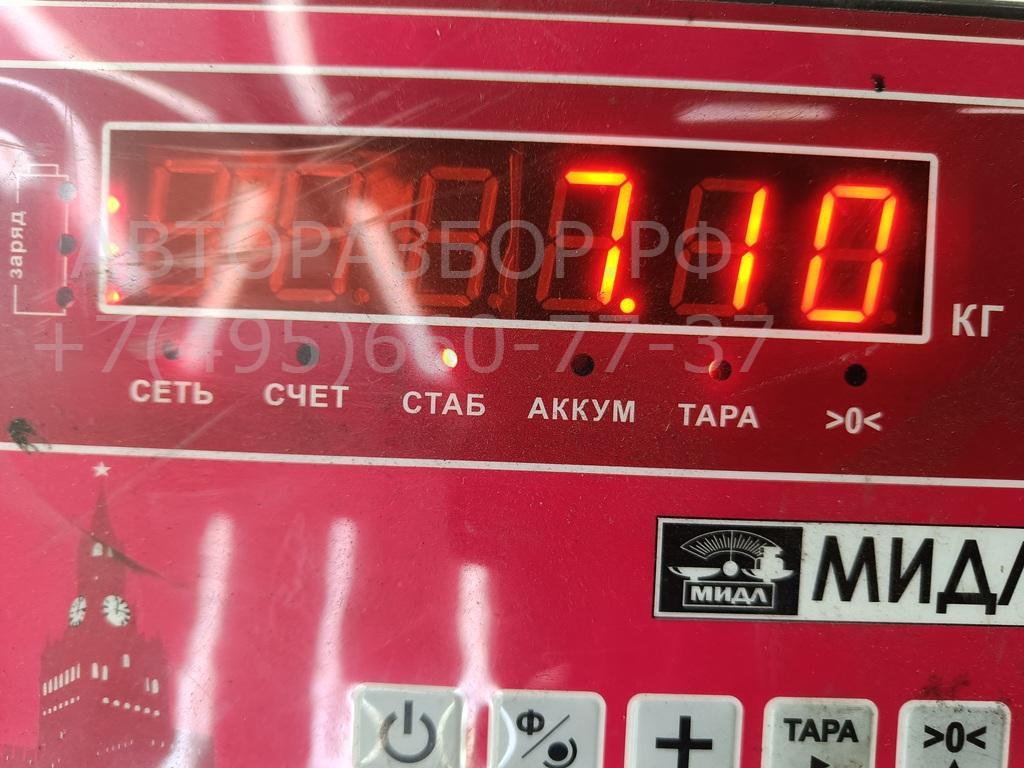 заряд
7.10
КГ
АВТОРАЗБОР.РФ
+7(495)660-77-37
СЕТЬ СЧЕТ СТАБ АККУМ ТАРА >0<
МИДЛ МИДЛ
Ф
+
ТАРА
>0<